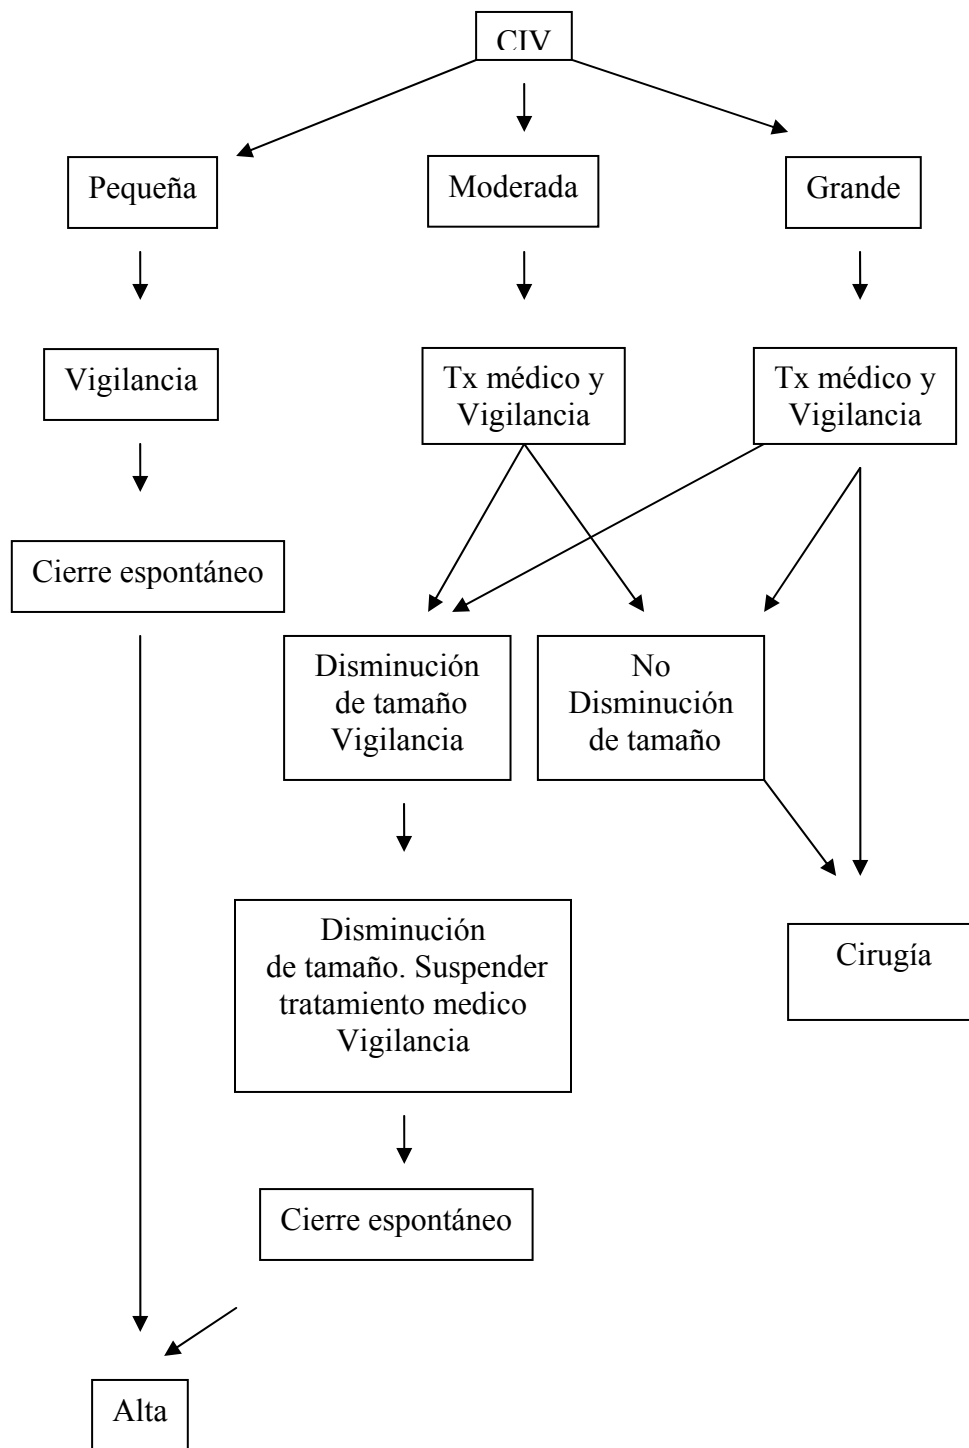 CIV
Pequeña
Moderada
Grande
Vigilancia
Tx médico y
Vigilancia
Tx médico y
Vigilancia
Cierre espontáneo
Disminución
de tamaño
Vigilancia
No
Disminución
de tamaño
Disminución
de tamaño. Suspender
tratamiento medico
Vigilancia
Cirugía
Cierre espontáneo
Alta